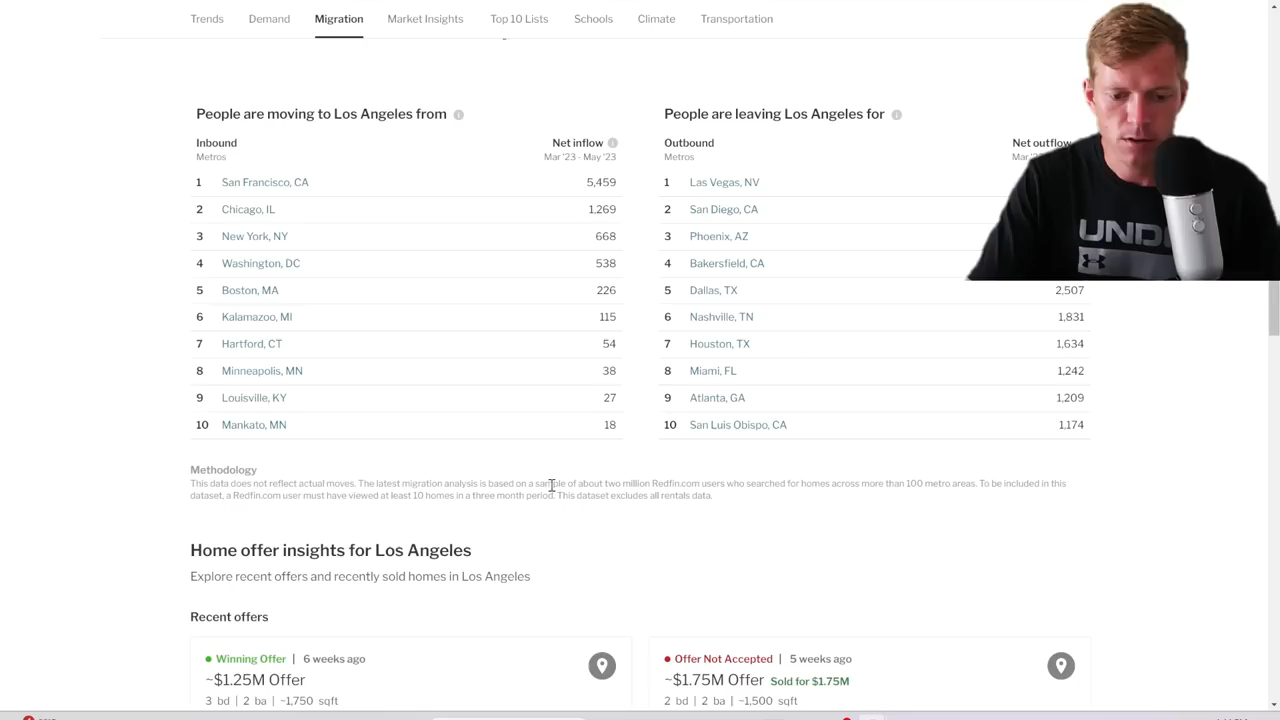 Trends Demand Migration Market Insights Top 10 Lists Schools Climate Transportation
People are moving to Los Angeles from
Inbound Net inflow
Metros Mar '23 - May '23
1 San Francisco, CA 5,459
2 Chicago, IL 1,269
3 New York, NY 668
4 Washington, DC 538
5 Boston, MA 226
6 Kalamazoo, MI 115
7 Hartford, CT 54
8 Minneapolis, MN 38
9 Louisville, KY 27
10 Mankato, MN 18
People are leaving Los Angeles for
Outbound Net outflow
Metros Mar
1 Las Vegas, NV
2 San Diego, CA
3 Phoenix, AZ
4 Bakersfield, CA
5 Dallas, TX 2,507
6 Nashville, TN 1,831
7 Houston, TX 1,634
8 Miami, FL 1,242
9 Atlanta, GA 1,209
10 San Luis Obispo, CA 1,174
UND
Methodology
This data does not reflect actual moves. The latest migration analysis is based on a sample of about two million Redfin.com users who searched for homes across more than 100 metro areas. To be included in this
dataset, a Redfin.com user must have viewed at least 10 homes in a three month period. This dataset excludes all rentals data.
Home offer insights for Los Angeles
Explore recent offers and recently sold homes in Los Angeles
Recent offers
Winning Offer | 6 weeks ago
~$1.25M Offer
3 bd | 2 ba | ~1,750 sqft
Offer Not Accepted | 5 weeks ago
~$1.75M Offer Sold for $1.75M
2 bd | 2 ba | ~1,500 sqft